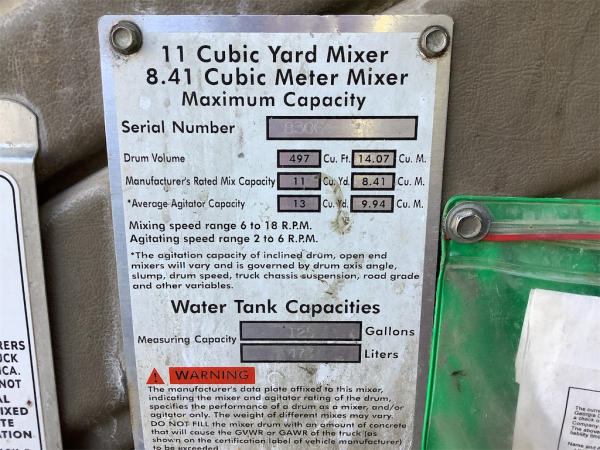 11 Cubic Yard Mixer
8.41 Cubic Meter Mixer
Maximum Capacity
Serial Number
Drum Volume 497 Cu. Ft. 14.07 Cu. M.
Manufacturer's Rated Mix Capacity 11 Cu. Yd. 8.41 Cu. M.
*Average Agitator Capacity 13 Cu. Yd. 9.94 Cu. M.
Mixing speed range 6 to 18 R.P.M.
Agitating speed range 2 to 6 R.P.M.
*The agitation capacity of inclined drum, open end
mixers will vary and is governed by drum axis angle,
slump, drum speed, truck chassis suspension, road grade
and other variables.
Water Tank Capacities
Measuring Capacity Gallons
Liters
WARNING
The manufacturer's data plate affixed to this mixer,
indicating the mixer and agitator rating of the drum,
specifies the performance of a drum as a mixer, and/or
agitator only. The weight of different mixes may vary.
DO NOT FILL the mixer drum with an amount of concrete
that will cause the GVWR or GAWR of the truck (as
shown on the certification label of vehicle manufacturer)
to be exceeded.
RERS
CK
CA.
NOT
AL
IXED
TE
ATION